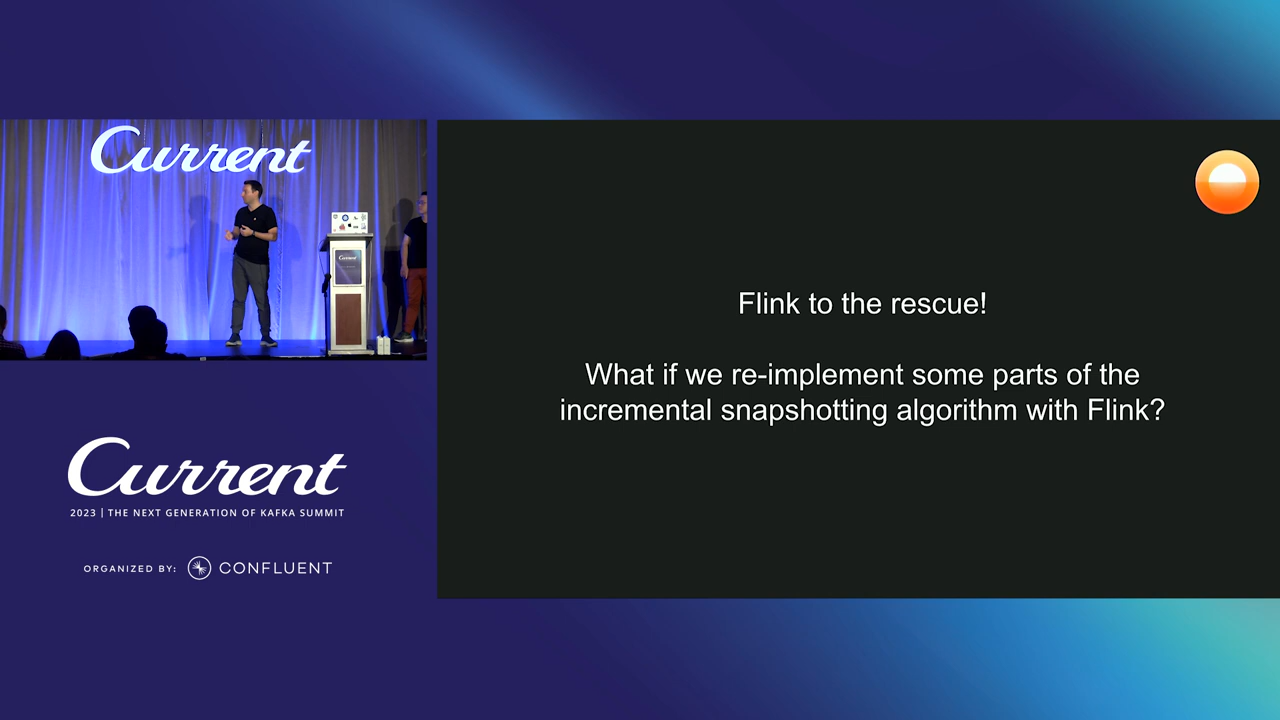 Current
Current
2023 | THE NEXT GENERATION OF KAFKA SUMMIT
ORGANIZED BY: CONFLUENT
Flink to the rescue!
What if we re-implement some parts of the
incremental snapshotting algorithm with Flink?